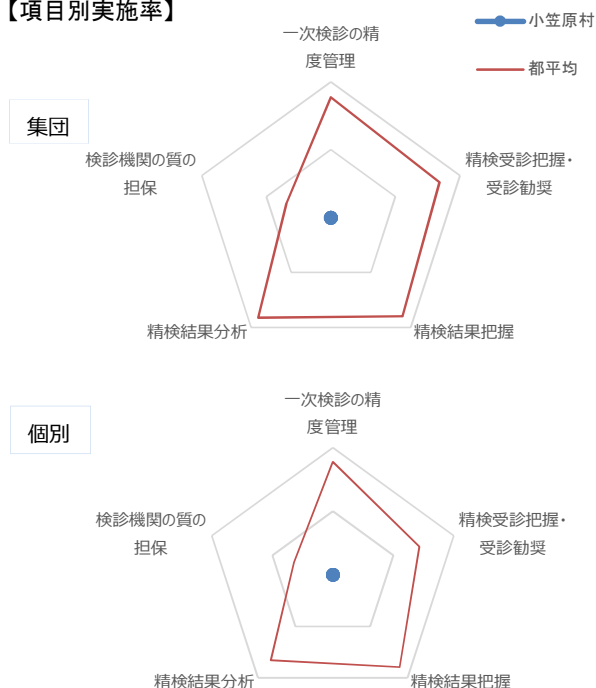 【項目別実施率】
小笠原村
都平均
集団
一次検診の精
度管理
精検受診把握・
受診勧奨
精検結果把握
精検結果分析
検診機関の質の
担保
個別
一次検診の精
度管理
精検受診把握・
受診勧奨
精検結果把握
精検結果分析
検診機関の質の
担保